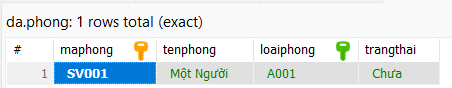 da.phong: 1 rows total (exact)
# maphong tenphong loaiphong trangthai
1 SV001 Một Người A001 Chưa